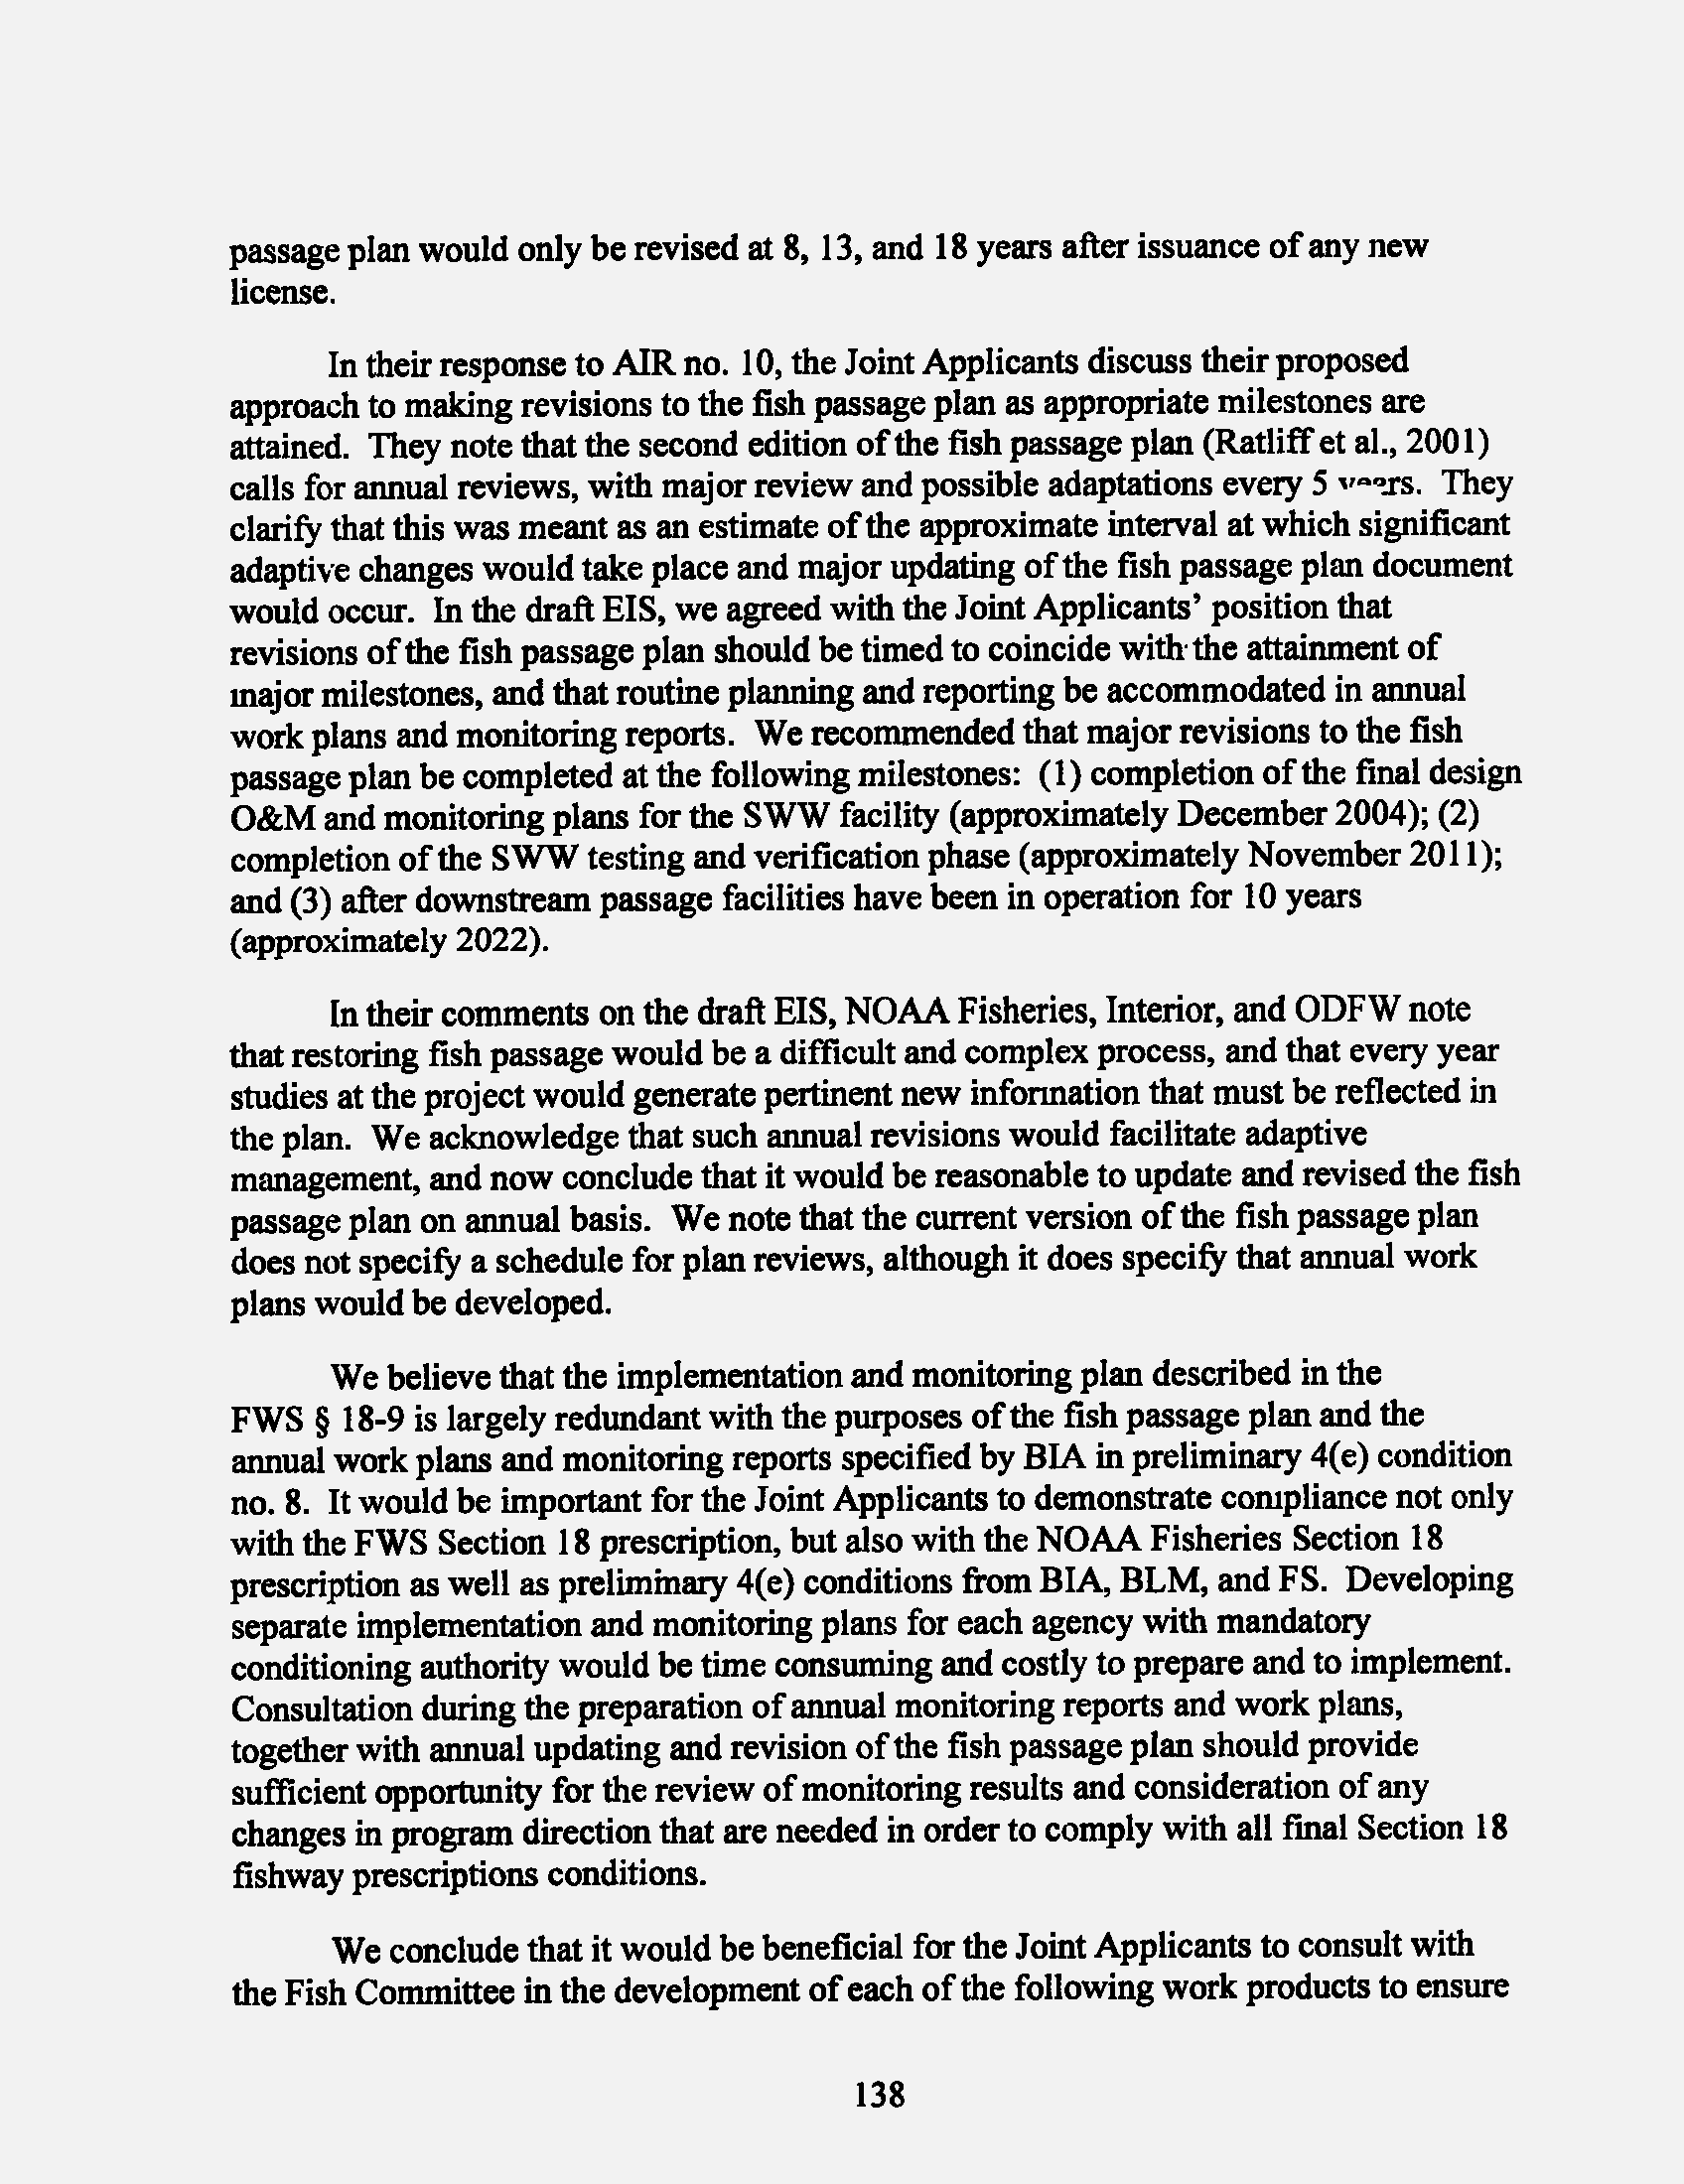 passage plan would only be revised at 8, 13, and 18 years after issuance of any new
license.
In their response to AIR no. 10, the Joint Applicants discuss their proposed
approach to making revisions to the fish passage plan as appropriate milestones are
attained. They note that the second edition of the fish passage plan (Ratliff et al., 2001)
calls for annual reviews, with major review and possible adaptations every 5 years. They
clarify that this was meant as an estimate of the approximate interval at which significant
adaptive changes would take place and major updating of the fish passage plan document
would occur. In the draft EIS, we agreed with the Joint Applicants' position that
revisions of the fish passage plan should be timed to coincide with the attainment of
major milestones, and that routine planning and reporting be accommodated in annual
work plans and monitoring reports. We recommended that major revisions to the fish
passage plan be completed at the following milestones: (1) completion of the final design
O&M and monitoring plans for the SWW facility (approximately December 2004); (2)
completion of the SWW testing and verification phase (approximately November 2011);
and (3) after downstream passage facilities have been in operation for 10 years
(approximately 2022).
In their comments on the draft EIS, NOAA Fisheries, Interior, and ODFW note
that restoring fish passage would be a difficult and complex process, and that every year
studies at the project would generate pertinent new information that must be reflected in
the plan. We acknowledge that such annual revisions would facilitate adaptive
management, and now conclude that it would be reasonable to update and revised the fish
passage plan on annual basis. We note that the current version of the fish passage plan
does not specify a schedule for plan reviews, although it does specify that annual work
plans would be developed.
We believe that the implementation and monitoring plan described in the
FWS § 18-9 is largely redundant with the purposes of the fish passage plan and the
annual work plans and monitoring reports specified by BIA in preliminary 4(e) condition
no. 8. It would be important for the Joint Applicants to demonstrate compliance not only
with the FWS Section 18 prescription, but also with the NOAA Fisheries Section 18
prescription as well as preliminary 4(e) conditions from BIA, BLM, and FS. Developing
separate implementation and monitoring plans for each agency with mandatory
conditioning authority would be time consuming and costly to prepare and to implement.
Consultation during the preparation of annual monitoring reports and work plans,
together with annual updating and revision of the fish passage plan should provide
sufficient opportunity for the review of monitoring results and consideration of any
changes in program direction that are needed in order to comply with all final Section 18
fishway prescriptions conditions.
We conclude that it would be beneficial for the Joint Applicants to consult with
the Fish Committee in the development of each of the following work products to ensure
138